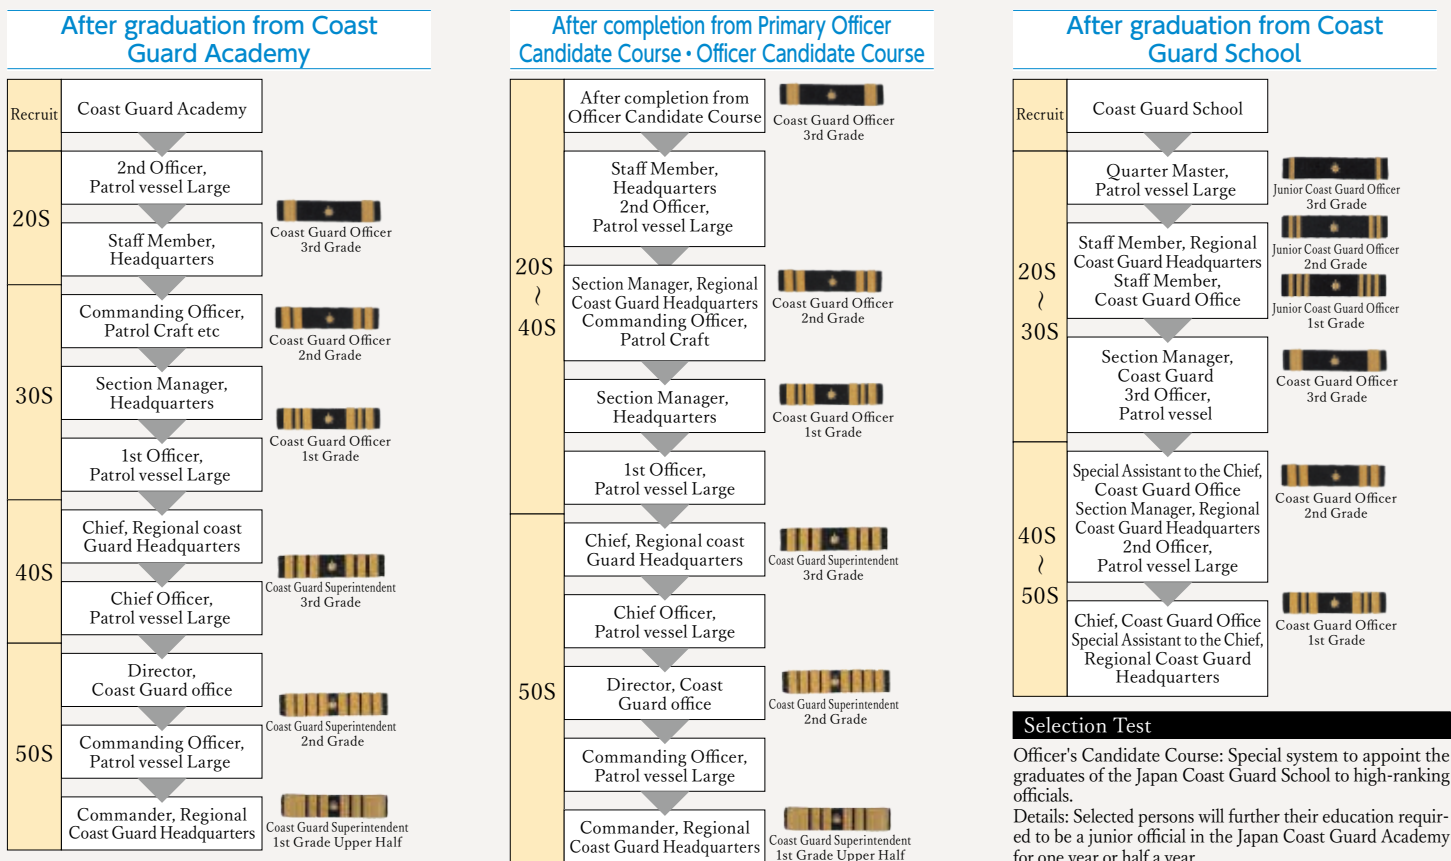 After graduation from Coast
Guard Academy
Recruit
Coast Guard Academy
20S
2nd Officer,
Patrol vessel Large
Staff Member,
Headquarters
Coast Guard Officer
3rd Grade
30S
Commanding Officer,
Patrol Craft etc
Coast Guard Officer
2nd Grade
Section Manager,
Headquarters
Coast Guard Officer
1st Grade
1st Officer,
Patrol vessel Large
40S
Chief, Regional coast
Guard Headquarters
Coast Guard Superintendent
3rd Grade
Chief Officer,
Patrol vessel Large
50S
Director,
Coast Guard office
Coast Guard Superintendent
2nd Grade
Commanding Officer,
Patrol vessel Large
Commander, Regional
Coast Guard Headquarters
Coast Guard Superintendent
1st Grade Upper Half
After completion from Primary Officer
Candidate Course・Officer Candidate Course
20S
~
40S
After completion from
Officer Candidate Course
Coast Guard Officer
3rd Grade
Staff Member,
Headquarters
2nd Officer,
Patrol vessel Large
Section Manager, Regional
Coast Guard Headquarters
Commanding Officer,
Patrol Craft
Coast Guard Officer
2nd Grade
Section Manager,
Headquarters
Coast Guard Officer
1st Grade
1st Officer,
Patrol vessel Large
50S
Chief, Regional coast
Guard Headquarters
Coast Guard Superintendent
3rd Grade
Chief Officer,
Patrol vessel Large
Director, Coast
Guard office
Coast Guard Superintendent
2nd Grade
Commanding Officer,
Patrol vessel Large
Commander, Regional
Coast Guard Headquarters
Coast Guard Superintendent
1st Grade Upper Half
After graduation from Coast
Guard School
Recruit
Coast Guard School
20S
~
30S
Quarter Master,
Patrol vessel Large
Junior Coast Guard Officer
3rd Grade
Staff Member, Regional
Coast Guard Headquarters
Staff Member,
Coast Guard Office
Junior Coast Guard Officer
2nd Grade
Junior Coast Guard Officer
1st Grade
Section Manager,
Coast Guard
3rd Officer,
Patrol vessel
Coast Guard Officer
3rd Grade
40S
~
50S
Special Assistant to the Chief,
Coast Guard Office
Section Manager, Regional
Coast Guard Headquarters
2nd Officer,
Patrol vessel Large
Coast Guard Officer
2nd Grade
Chief, Coast Guard Office
Special Assistant to the Chief,
Regional Coast Guard
Headquarters
Coast Guard Officer
1st Grade
Selection Test
Officer's Candidate Course: Special system to appoint the
graduates of the Japan Coast Guard School to high-ranking
officials.
Details: Selected persons will further their education requir-
ed to be a junior official in the Japan Coast Guard Academy
for one year or half a year